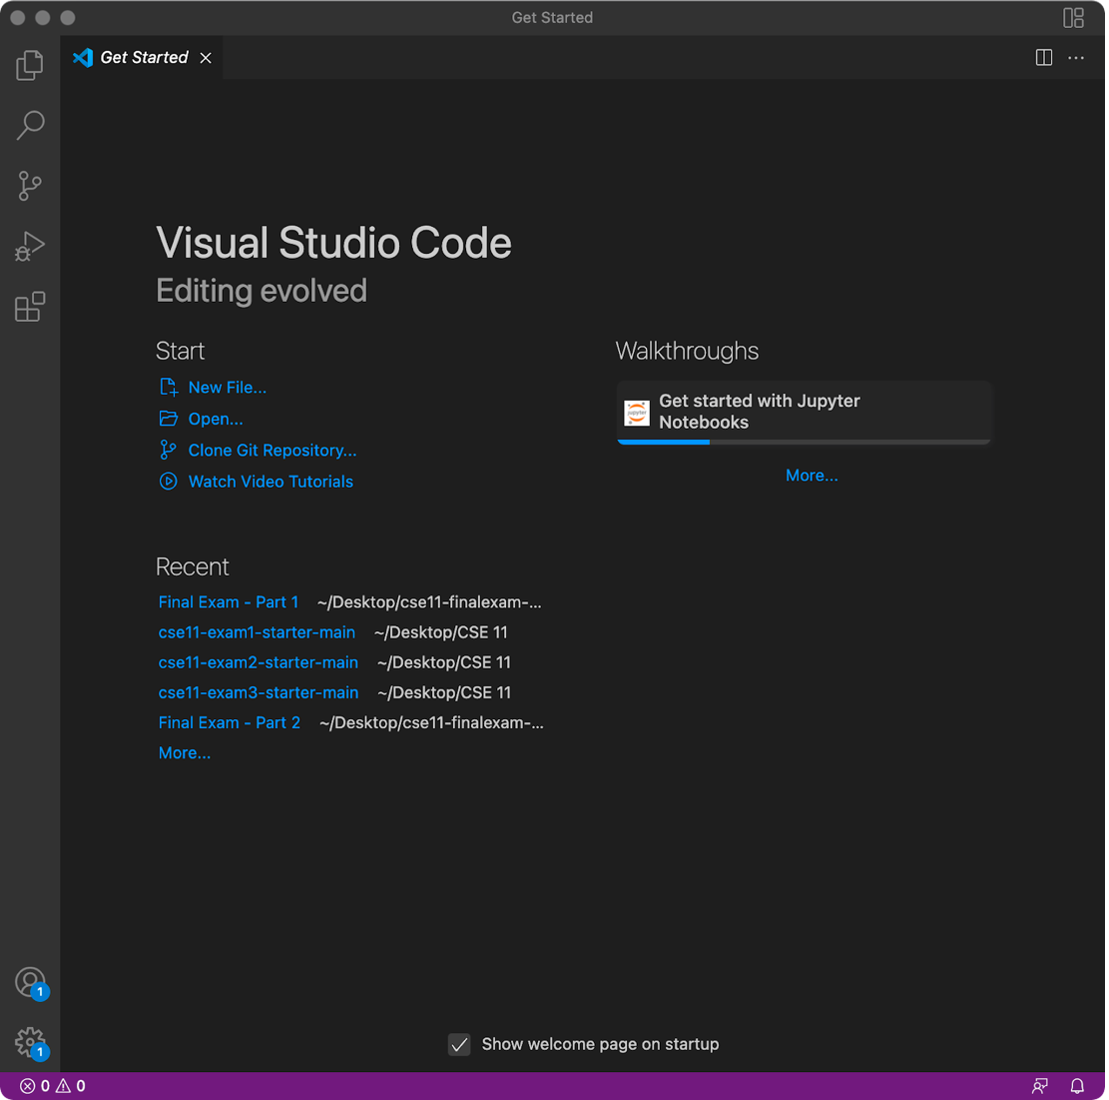 Get Started
Get Started
Visual Studio Code
Editing evolved
Start
New File...
Open...
Clone Git Repository...
Watch Video Tutorials
Walkthroughs
Get started with Jupyter
Notebooks
More...
Recent
Final Exam - Part 1 ~/Desktop/cse11-finalexam-...
cse11-exam1-starter-main ~/Desktop/CSE 11
cse11-exam2-starter-main ~/Desktop/CSE 11
cse11-exam3-starter-main ~/Desktop/CSE 11
Final Exam - Part 2 ~/Desktop/cse11-finalexam-...
More...
1
1
Show welcome page on startup
0 0